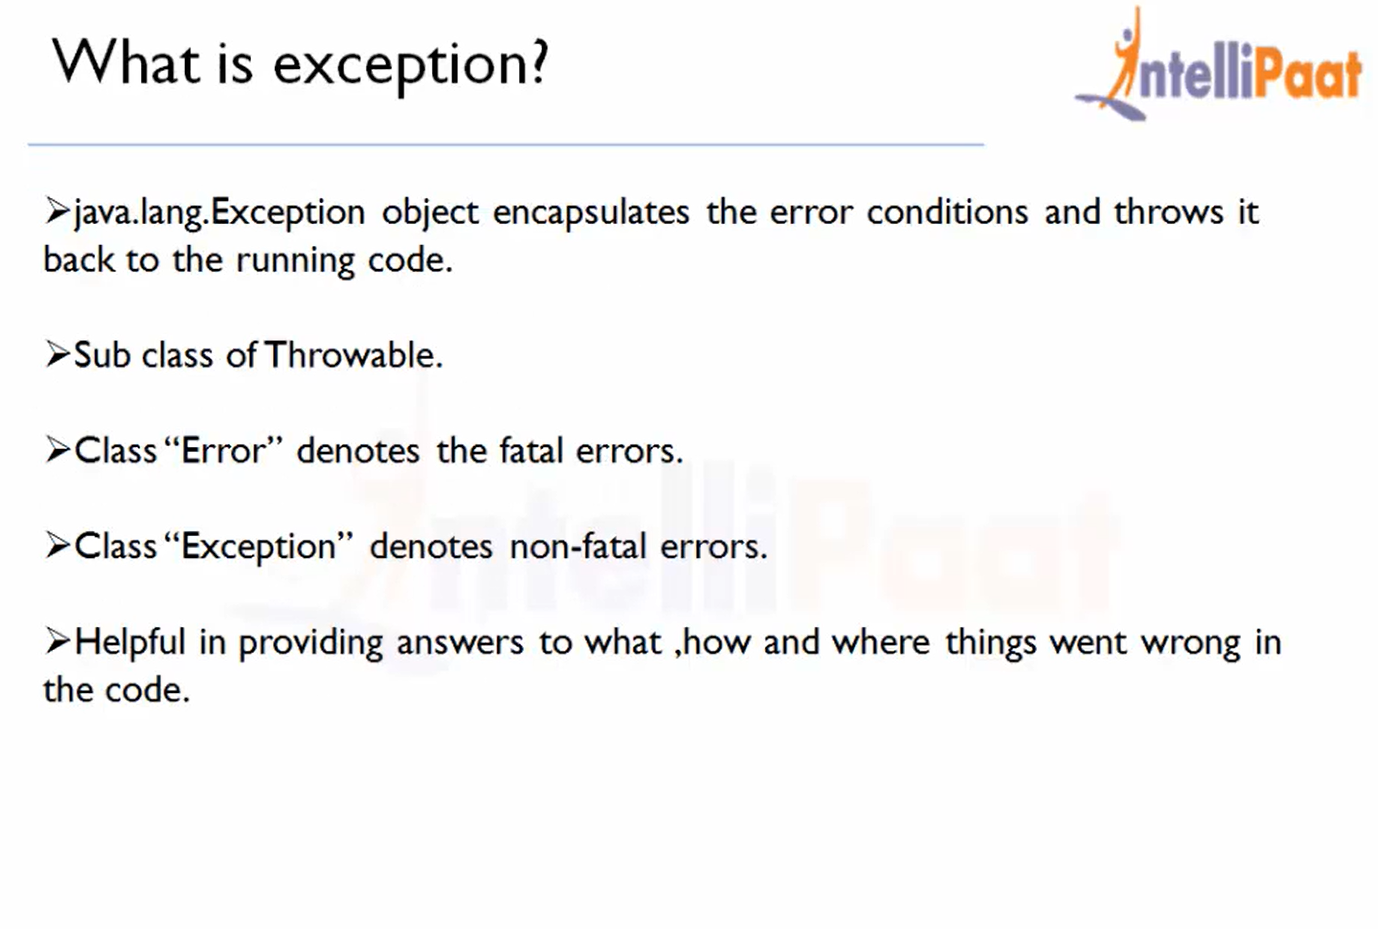 What is exception?
IntelliPaat
➢java.lang.Exception object encapsulates the error conditions and throws it
back to the running code.
➢Sub class of Throwable.
➢Class “Error” denotes the fatal errors.
➢Class “Exception” denotes non-fatal errors.
➢Helpful in providing answers to what ,how and where things went wrong in
the code.
IntelliPaat